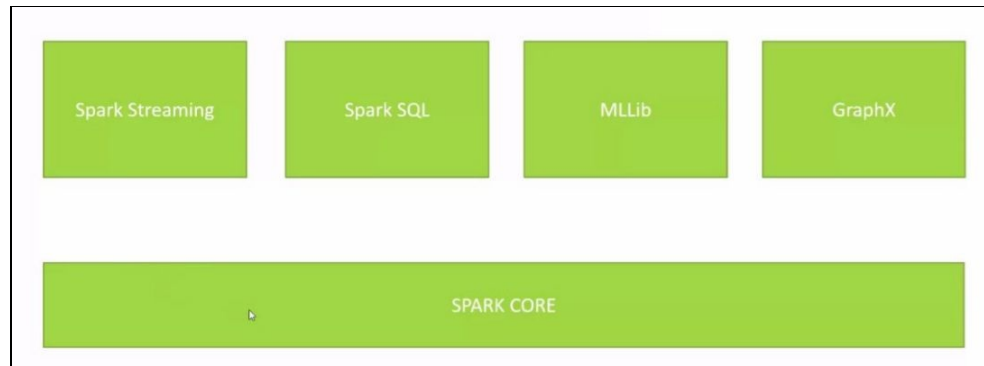 Spark Streaming
Spark SQL
MLLib
GraphX
SPARK CORE